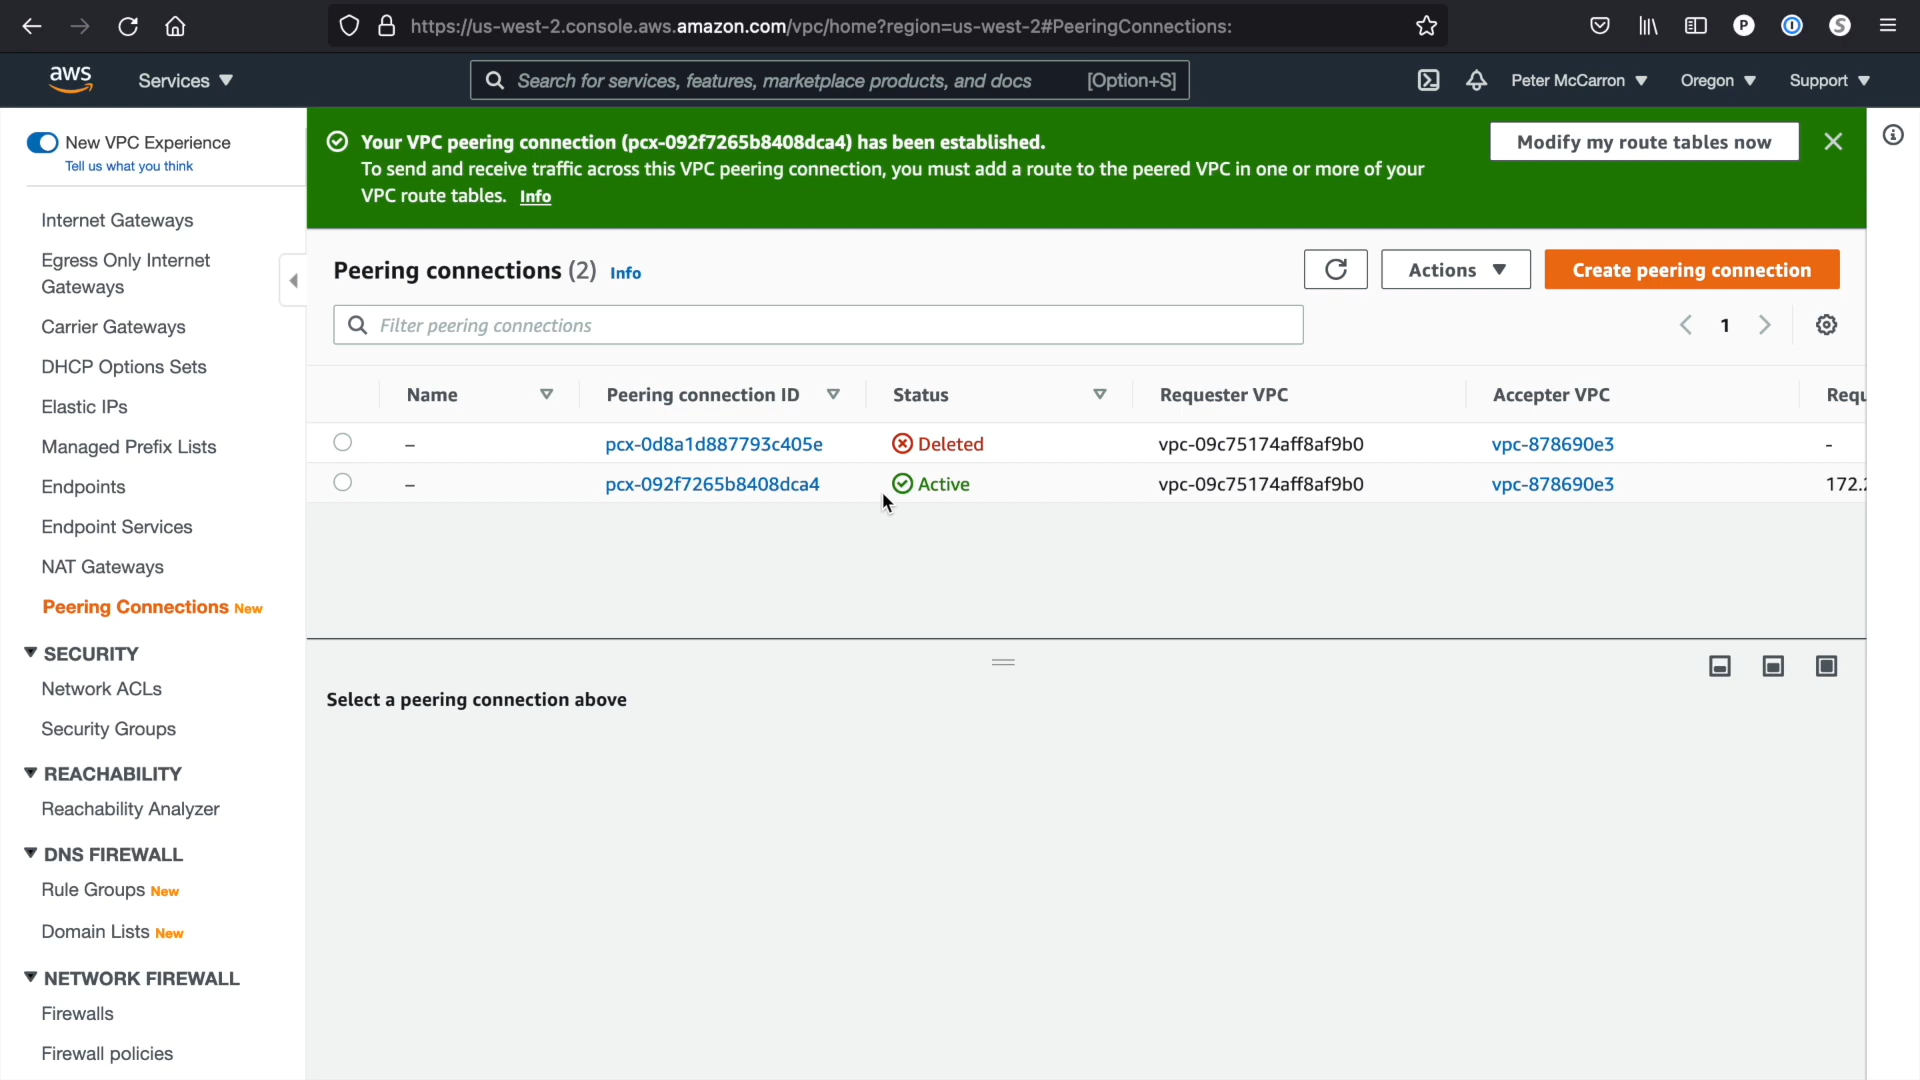 https://us-west-2.console.aws.amazon.com/vpc/home?region=us-west-2#PeeringConnections:
P
S
aws
Services
Search for services, features, marketplace products, and docs
[Option+S]
Peter McCarron
Oregon
Support
New VPC Experience
Tell us what you think
Internet Gateways
Egress Only Internet
Gateways
Carrier Gateways
DHCP Options Sets
Elastic IPs
Managed Prefix Lists
Endpoints
Endpoint Services
NAT Gateways
Peering Connections New
SECURITY
Network ACLs
Security Groups
REACHABILITY
Reachability Analyzer
DNS FIREWALL
Rule Groups New
Domain Lists New
NETWORK FIREWALL
Firewalls
Firewall policies
Your VPC peering connection (pcx-092f7265b8408dca4) has been established.
To send and receive traffic across this VPC peering connection, you must add a route to the peered VPC in one or more of your
VPC route tables. Info
Modify my route tables now
Peering connections (2) Info
Actions
Create peering connection
Filter peering connections
1
Name Peering connection ID Status Requester VPC Accepter VPC Requ
– pcx-0d8a1d887793c405e Deleted vpc-09c75174aff8af9b0 vpc-878690e3 -
– pcx-092f7265b8408dca4 Active vpc-09c75174aff8af9b0 vpc-878690e3 172.
Select a peering connection above